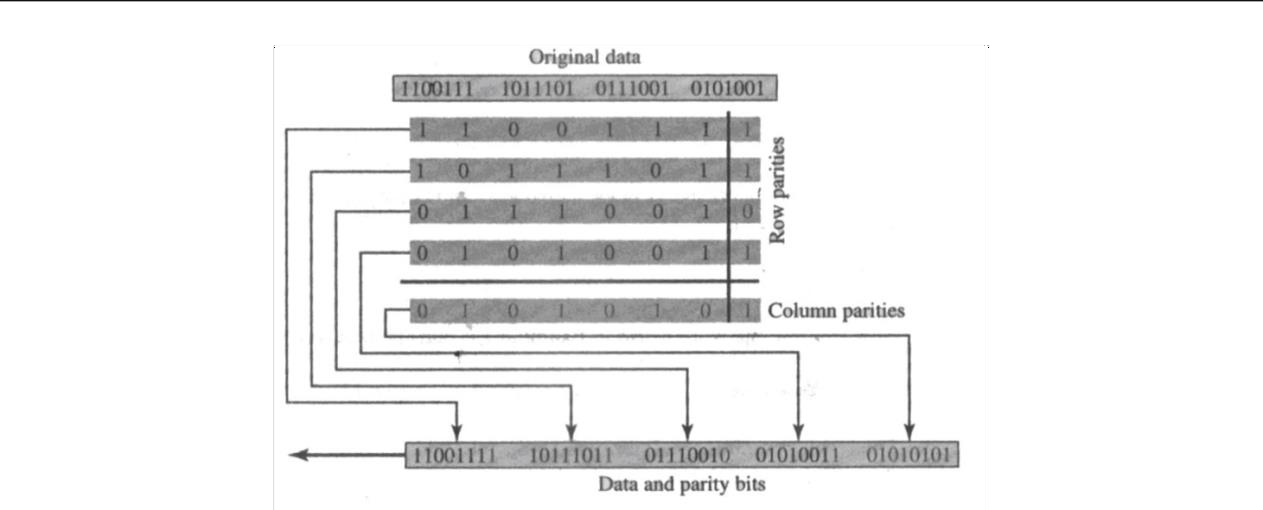 Original data
1100111 1011101 0111001 0101001
1 1 0 0 1 1 1 1
1 0 1 1 1 0 1 1
0 1 1 1 0 0 1 0
0 1 0 1 0 0 1 1
Row parities
0 1 0 1 0 1 0 1 Column parities
11001111 10111011 01110010 01010011 01010101
Data and parity bits